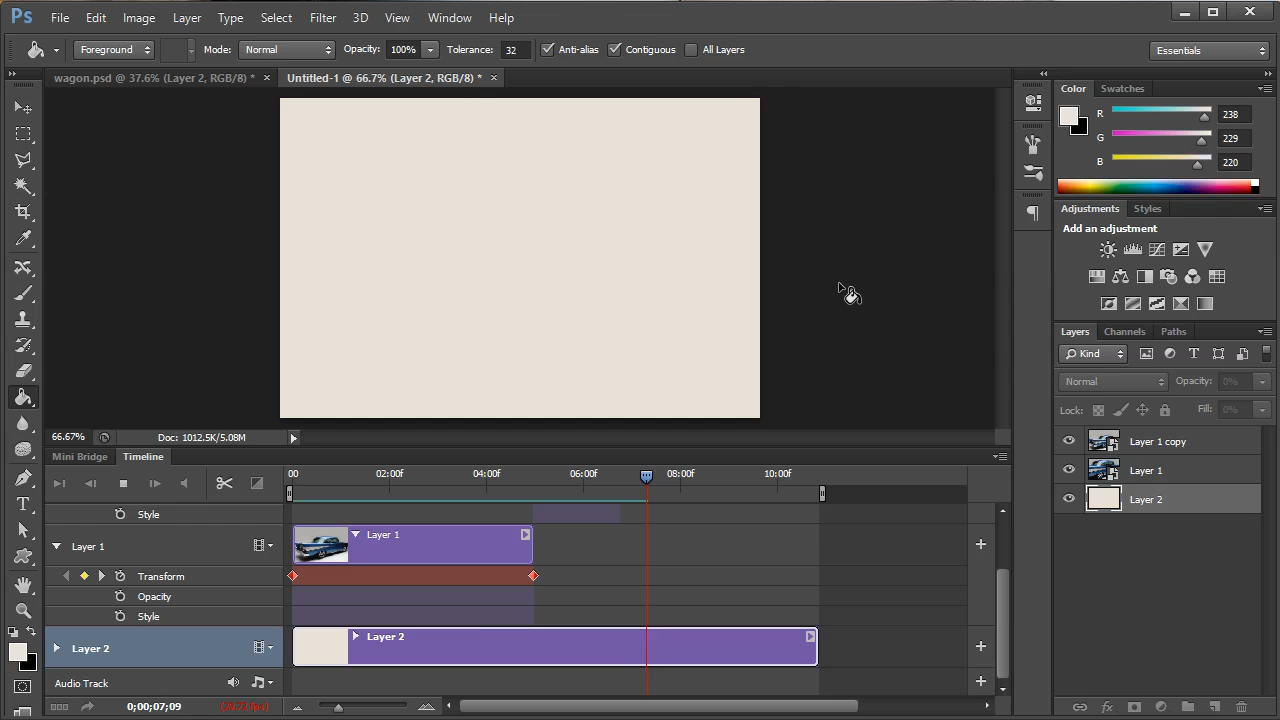 Ps File Edit Image Layer Type Select Filter 3D View Window Help
Foreground Mode: Normal Opacity: 100% Tolerance: 32 Anti-alias Contiguous All Layers Essentials
wagon.psd @ 37.6% (Layer 2, RGB/8) * × Untitled-1 @ 66.7% (Layer 2, RGB/8) * ×
Color Swatches
R 238
G 229
B 220
Adjustments Styles
Add an adjustment
Layers Channels Paths
Kind
Normal Opacity: 0%
Lock: Fill: 0%
Layer 1 copy
Layer 1
Layer 2
66.67% Doc: 1012.5K/5.08M
Mini Bridge Timeline
00 02:00f 04:00f 06:00f 08:00f 10:00f
Style
Layer 1 Layer 1
Transform
Opacity
Style
Layer 2 Layer 2
Audio Track
0;00;07;09